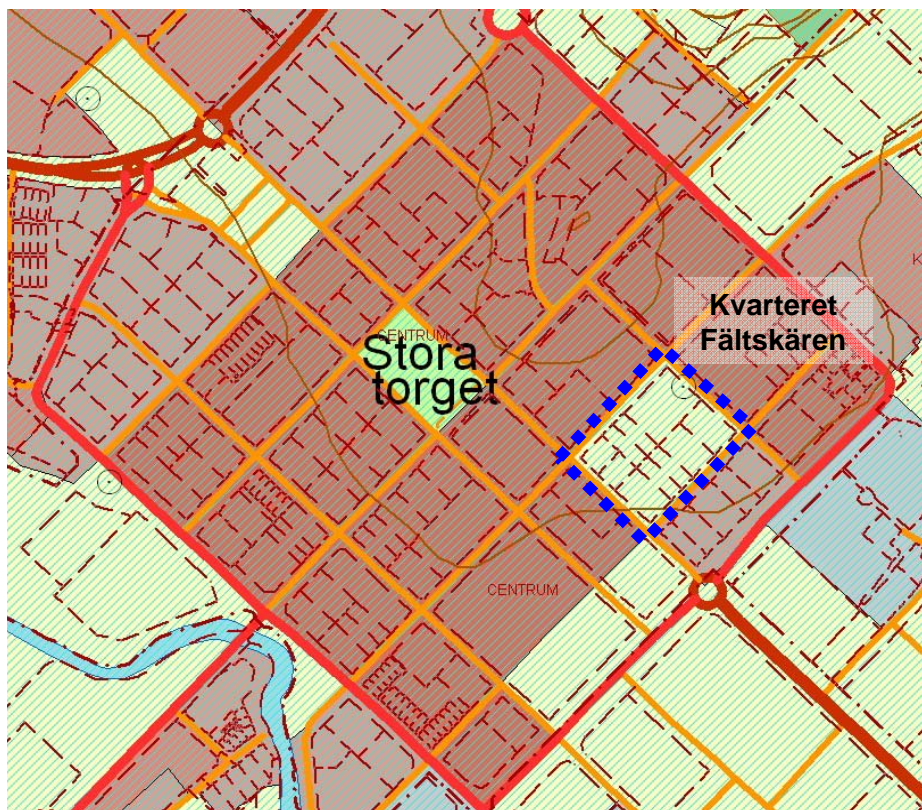 Kvarteret
Fältskären
CENTRUM
Stora
torget
CENTRUM
K